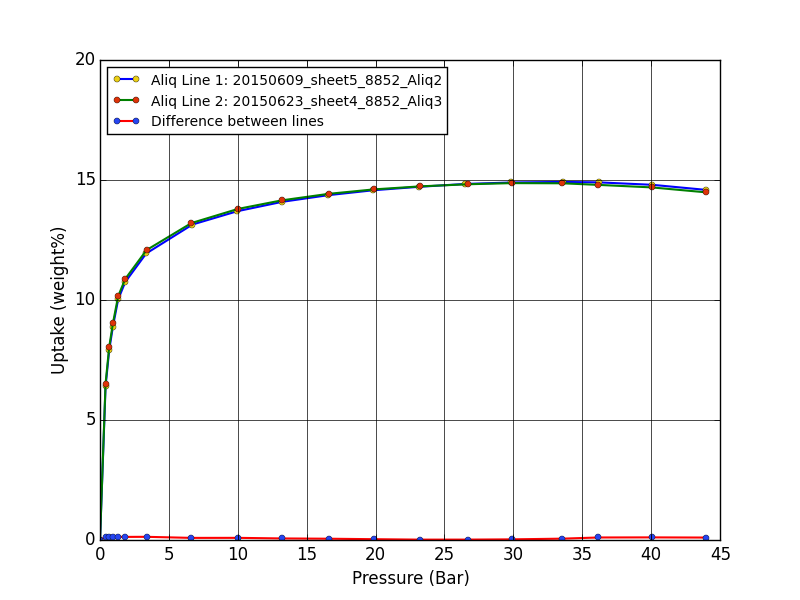 20
Aliq Line 1: 20150609_sheet5_8852_Aliq2
Aliq Line 2: 20150623_sheet4_8852_Aliq3
Difference between lines
15
10
5
0
Uptake (weight%)
0 5 10 15 20 25 30 35 40 45
Pressure (Bar)